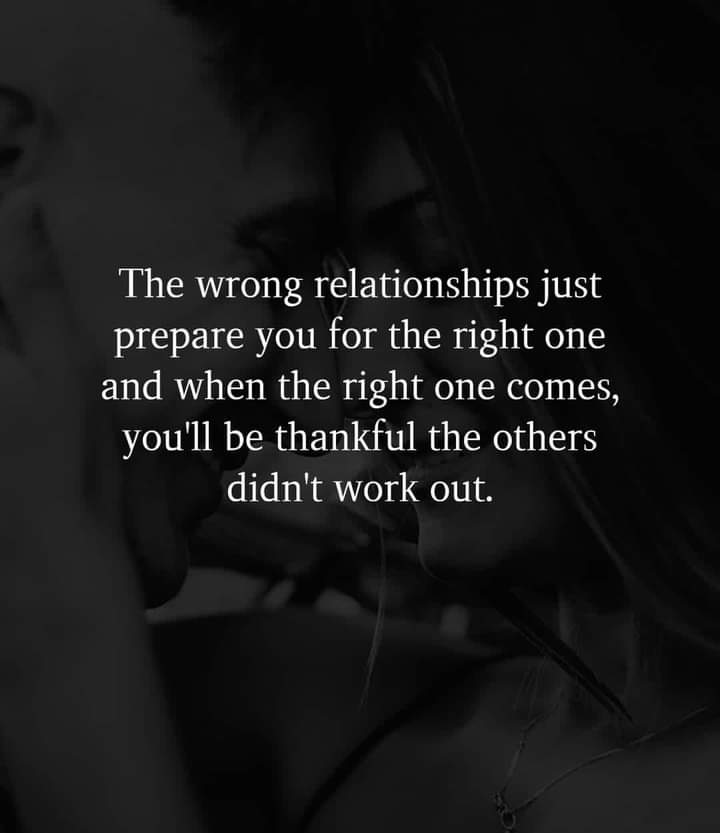 The wrong relationships just
prepare you for the right one
and when the right one comes,
you'll be thankful the others
didn't work out.